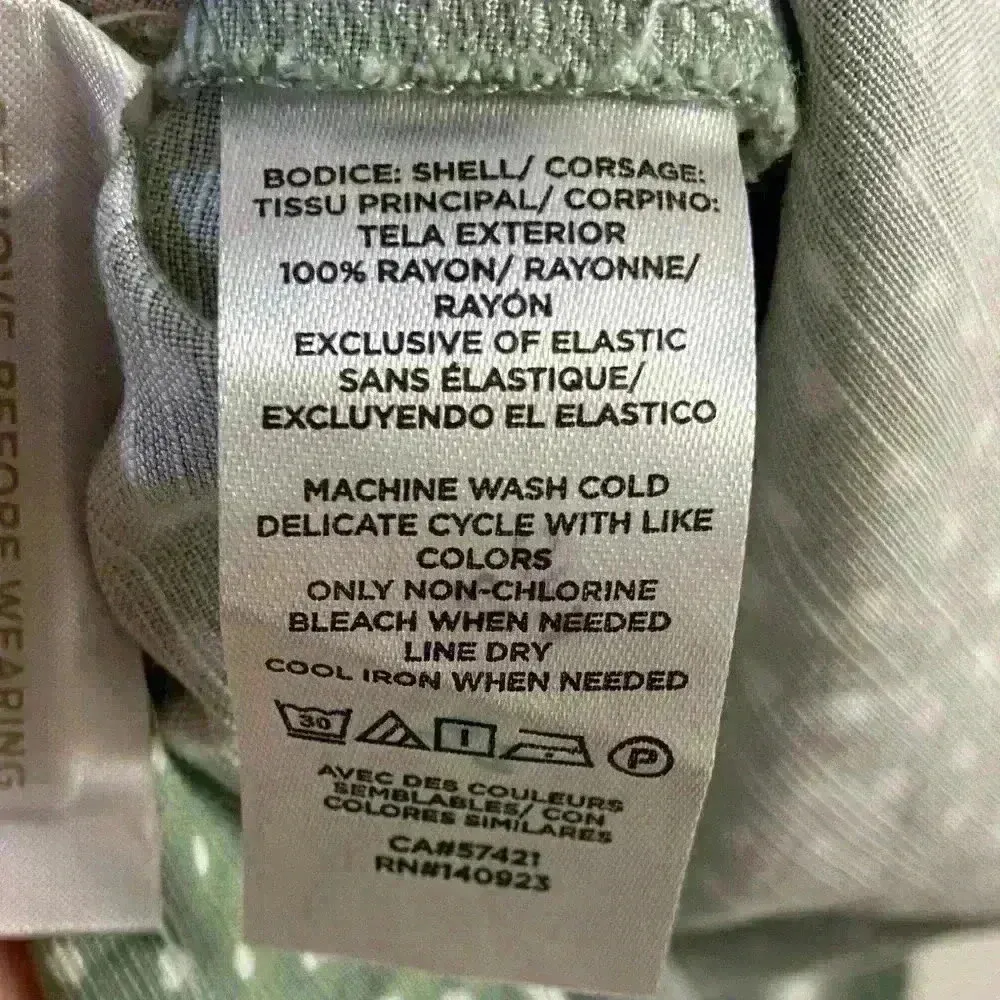 BODICE: SHELL/ CORSAGE:
TISSU PRINCIPAL/ CORPINO:
TELA EXTERIOR
100% RAYON/ RAYONNE/
RAYÓN
EXCLUSIVE OF ELASTIC
SANS ÉLASTIQUE/
EXCLUYENDO EL ELASTICO
MACHINE WASH COLD
DELICATE CYCLE WITH LIKE
COLORS
ONLY NON-CHLORINE
BLEACH WHEN NEEDED
LINE DRY
COOL IRON WHEN NEEDED
30
P
AVEC DES COULEURS
SEMBLABLES/ CON
COLORES SIMILARES
CA#57421
RN#140923
BEFORE WEARING